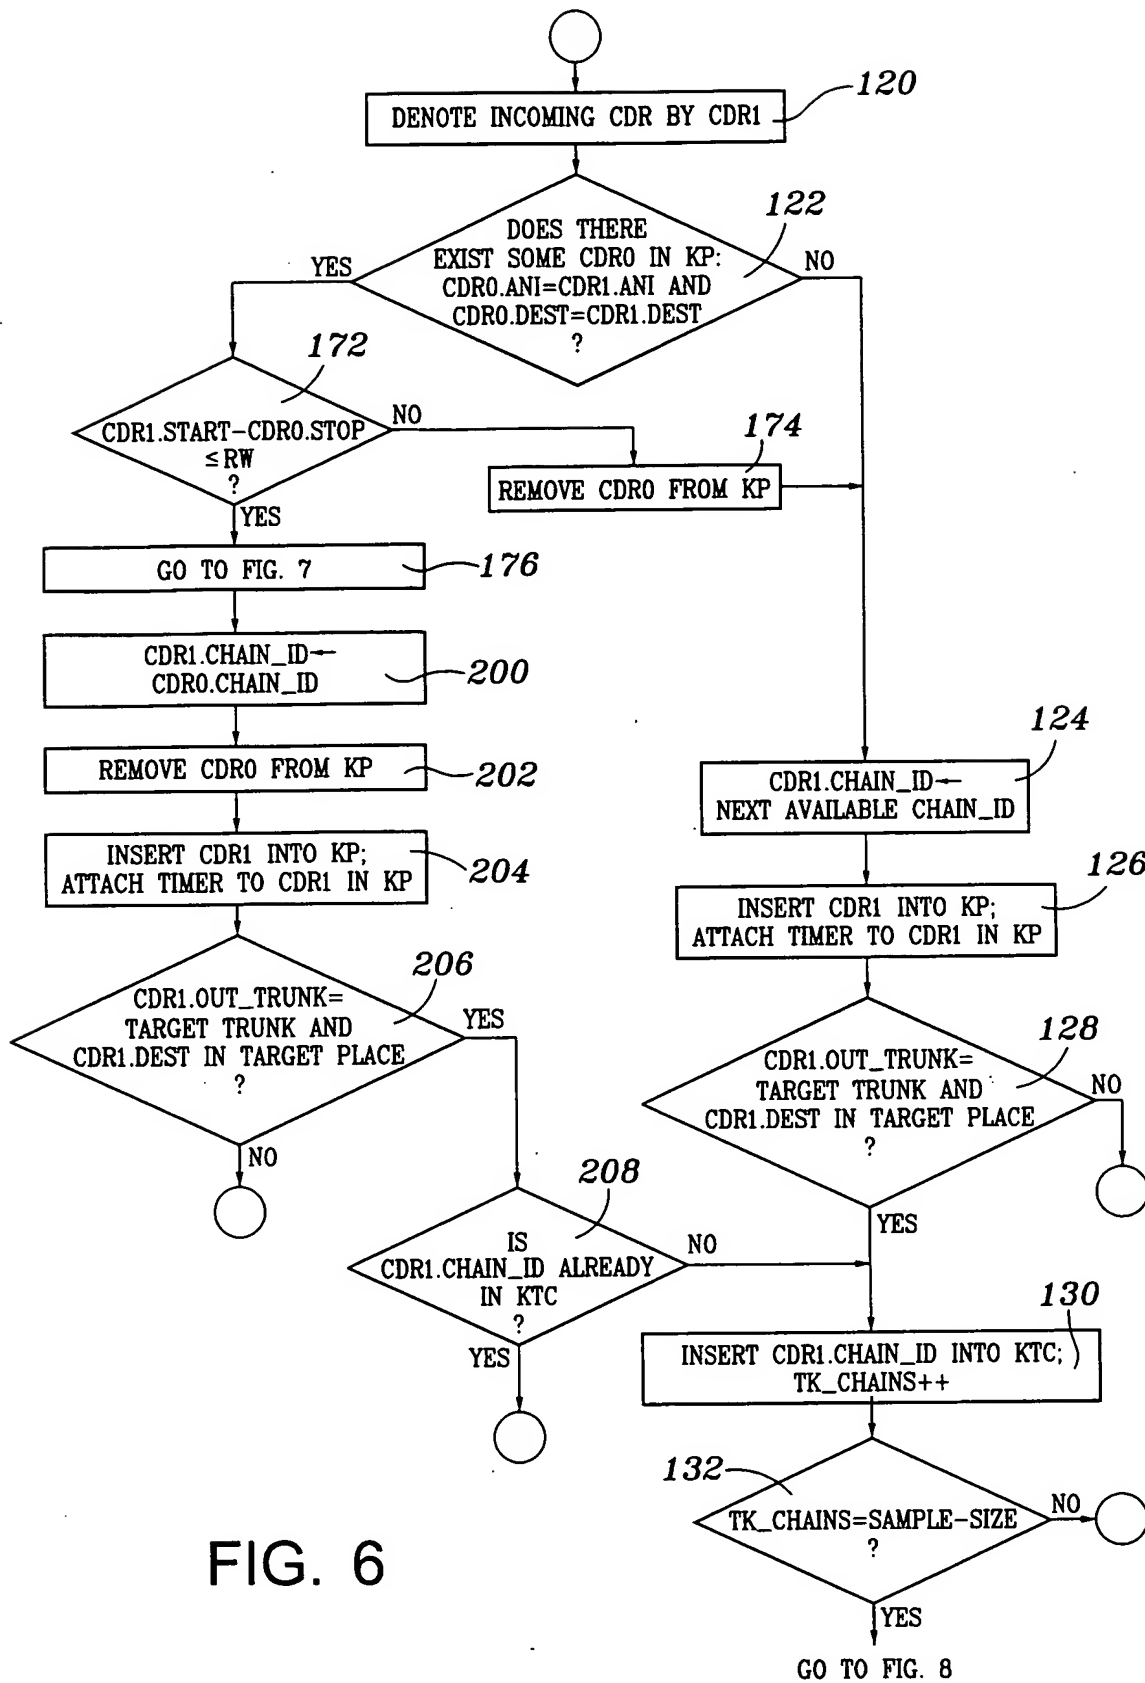 DENOTE INCOMING CDR BY CDR1
120
DOES THERE
EXIST SOME CDR0 IN KP:
CDR0.ANI=CDR1.ANI AND
CDR0.DEST=CDR1.DEST
?
122
YES
NO
172
CDR1.START-CDR0.STOP
≤RW
?
NO
YES
174
REMOVE CDR0 FROM KP
GO TO FIG. 7
176
CDR1.CHAIN_ID←
CDR0.CHAIN_ID
200
REMOVE CDR0 FROM KP
202
124
CDR1.CHAIN_ID←
NEXT AVAILABLE CHAIN_ID
INSERT CDR1 INTO KP;
ATTACH TIMER TO CDR1 IN KP
204
126
INSERT CDR1 INTO KP;
ATTACH TIMER TO CDR1 IN KP
206
CDR1.OUT_TRUNK=
TARGET TRUNK AND
CDR1.DEST IN TARGET PLACE
?
YES
NO
128
CDR1.OUT_TRUNK=
TARGET TRUNK AND
CDR1.DEST IN TARGET PLACE
?
NO
YES
208
IS
CDR1.CHAIN_ID ALREADY
IN KTC
?
NO
YES
130
INSERT CDR1.CHAIN_ID INTO KTC;
TK_CHAINS++
132
TK_CHAINS=SAMPLE-SIZE
?
NO
YES
GO TO FIG. 8
FIG. 6